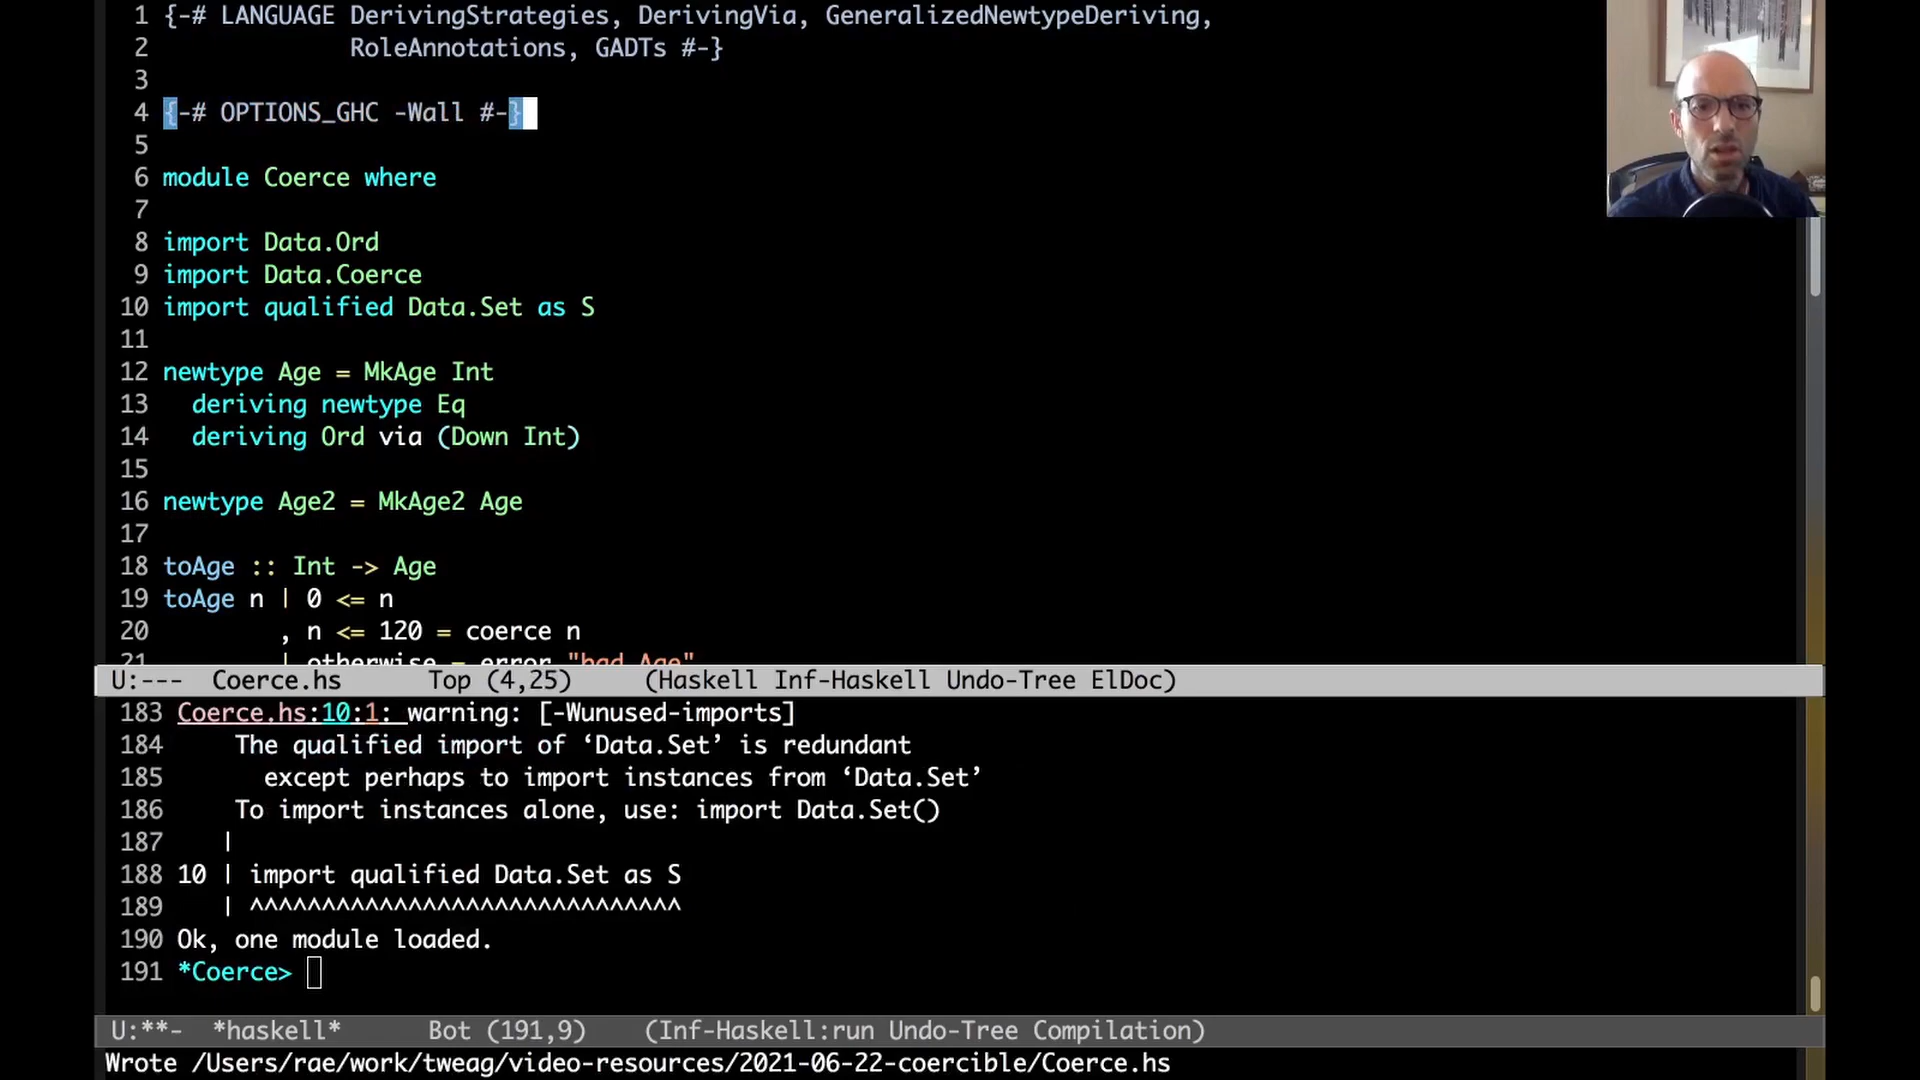 1 {-# LANGUAGE DerivingStrategies, DerivingVia, GeneralizedNewtypeDeriving,
2 RoleAnnotations, GADTs #-}
3
4 {-# OPTIONS_GHC -Wall #-}
5
6 module Coerce where
7
8 import Data.Ord
9 import Data.Coerce
10 import qualified Data.Set as S
11
12 newtype Age = MkAge Int
13 deriving newtype Eq
14 deriving Ord via (Down Int)
15
16 newtype Age2 = MkAge2 Age
17
18 toAge :: Int -> Age
19 toAge n | 0 <= n
20 , n <= 120 = coerce n
21 | otherwise = error "bad Age"
U:--- Coerce.hs Top (4,25) (Haskell Inf-Haskell Undo-Tree ElDoc)
183 Coerce.hs:10:1: warning: [-Wunused-imports]
184 The qualified import of ‘Data.Set’ is redundant
185 except perhaps to import instances from ‘Data.Set’
186 To import instances alone, use: import Data.Set()
187 |
188 10 | import qualified Data.Set as S
189 | ^^^^^^^^^^^^^^^^^^^^^^^^^^^^^^
190 Ok, one module loaded.
191 *Coerce>
U:**- *haskell* Bot (191,9) (Inf-Haskell:run Undo-Tree Compilation)
Wrote /Users/rae/work/tweag/video-resources/2021-06-22-coercible/Coerce.hs